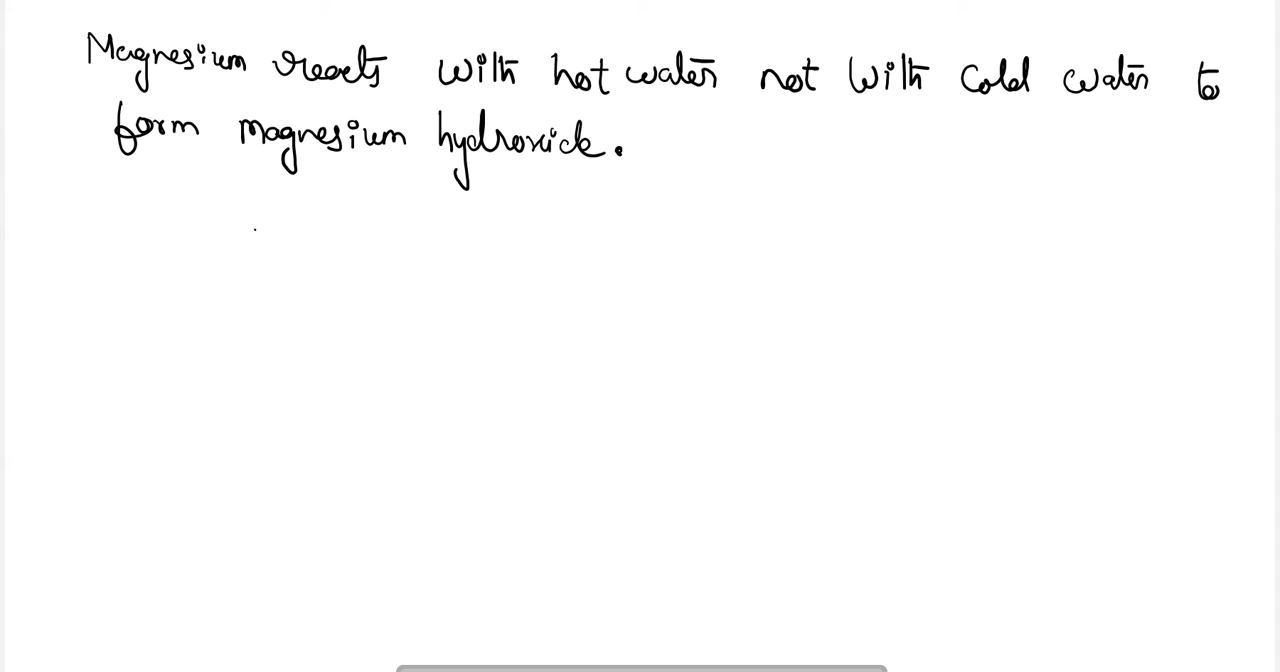 Magnesium reacts with hot water not with cold water to
form magnesium hydroxide.